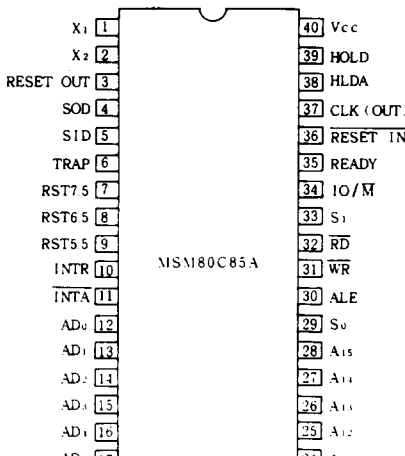 X1 1 40 Vcc
X2 2 39 HOLD
RESET OUT 3 38 HLDA
SOD 4 37 CLK (OUT)
SID 5 36 RESET IN
TRAP 6 35 READY
RST7.5 7 34 IO/M
RST6.5 8 33 S1
RST5.5 9 32 RD
INTR 10 MSM80C85A 31 WR
INTA 11 30 ALE
AD0 12 29 S0
AD1 13 28 A15
AD2 14 27 A14
AD3 15 26 A13
AD4 16 25 A12